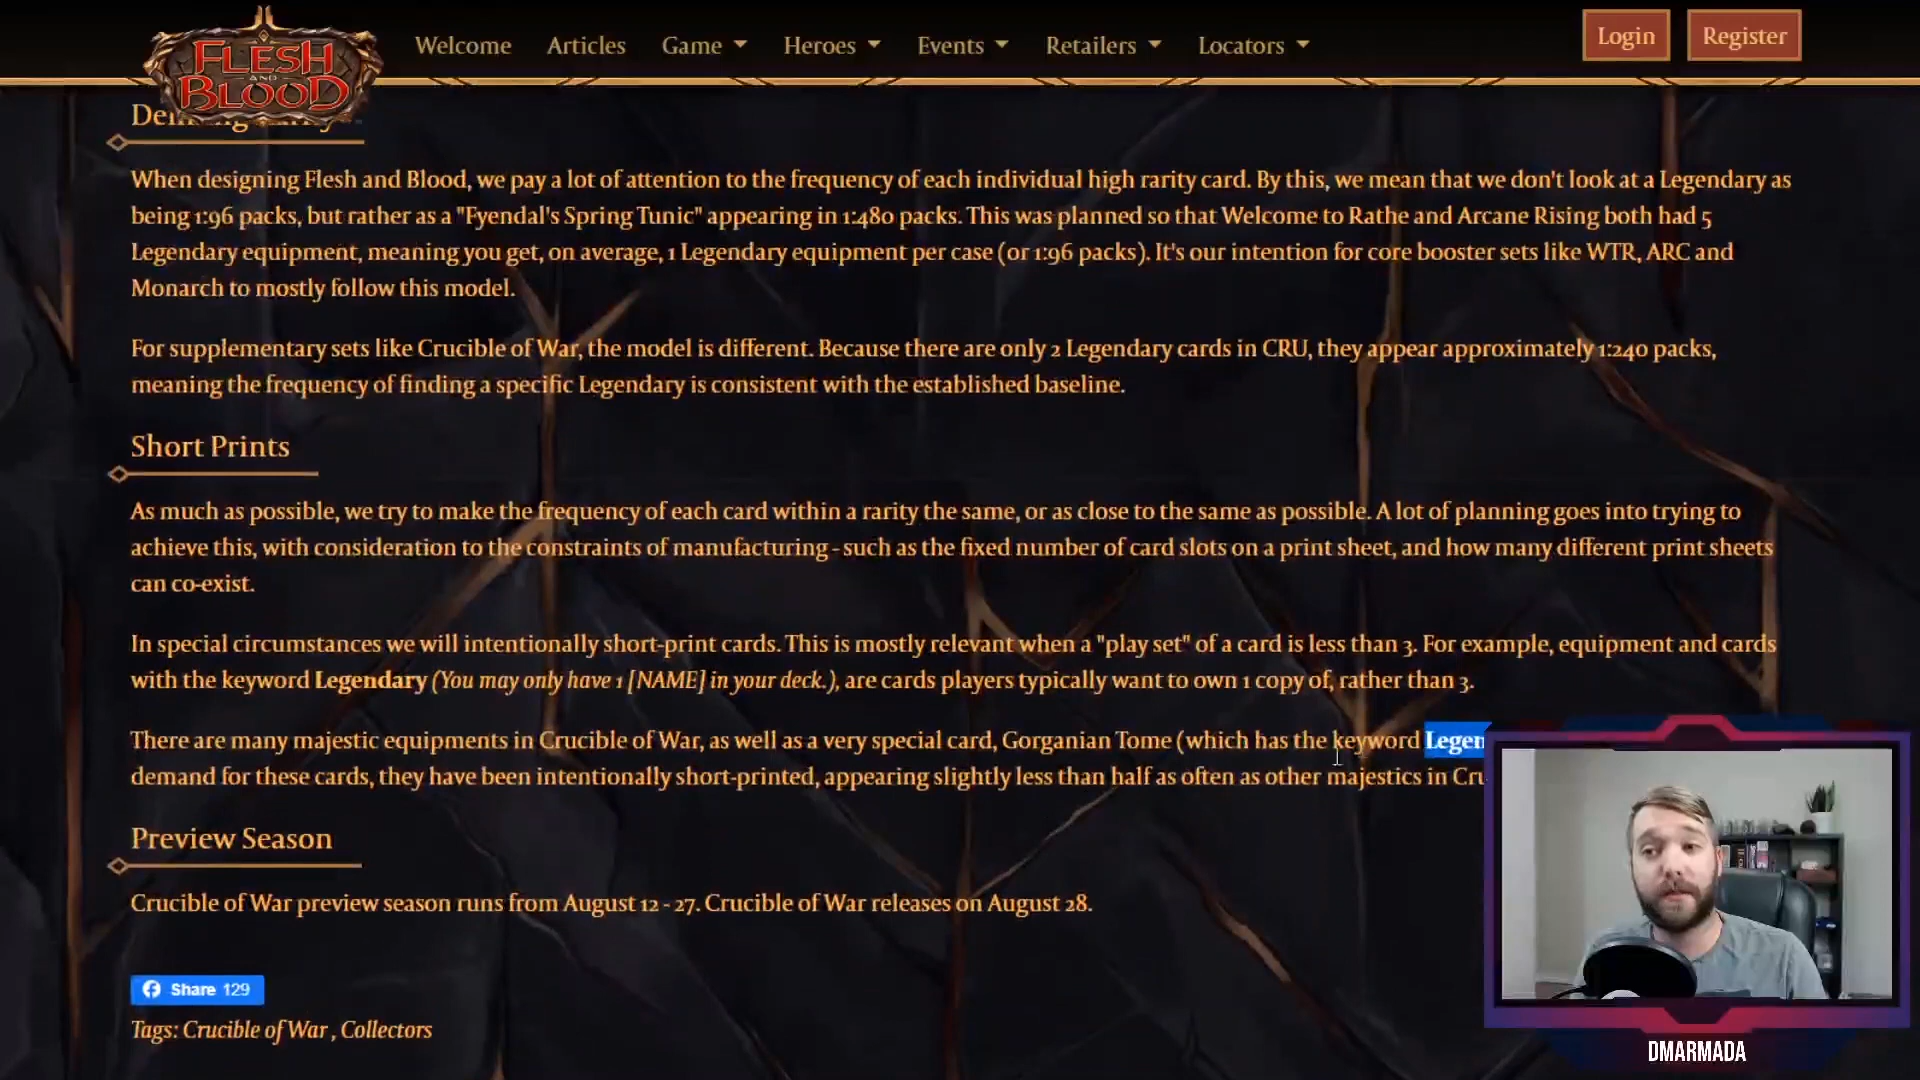 FLESH AND BLOOD
Welcome Articles Game Heroes Events Retailers Locators Login Register
When designing Flesh and Blood, we pay a lot of attention to the frequency of each individual high rarity card. By this, we mean that we don't look at a Legendary as
being 1:96 packs, but rather as a "Fyendal's Spring Tunic" appearing in 1:480 packs. This was planned so that Welcome to Rathe and Arcane Rising both had 5
Legendary equipment, meaning you get, on average, 1 Legendary equipment per case (or 1:96 packs). It's our intention for core booster sets like WTR, ARC and
Monarch to mostly follow this model.
For supplementary sets like Crucible of War, the model is different. Because there are only 2 Legendary cards in CRU, they appear approximately 1:240 packs,
meaning the frequency of finding a specific Legendary is consistent with the established baseline.
Short Prints
As much as possible, we try to make the frequency of each card within a rarity the same, or as close to the same as possible. A lot of planning goes into trying to
achieve this, with consideration to the constraints of manufacturing - such as the fixed number of card slots on a print sheet, and how many different print sheets
can co-exist.
In special circumstances we will intentionally short-print cards. This is mostly relevant when a "play set" of a card is less than 3. For example, equipment and cards
with the keyword Legendary (You may only have 1 [NAME] in your deck.), are cards players typically want to own 1 copy of, rather than 3.
There are many majestic equipments in Crucible of War, as well as a very special card, Gorganian Tome (which has the keyword Legen
demand for these cards, they have been intentionally short-printed, appearing slightly less than half as often as other majestics in Cru
Preview Season
Crucible of War preview season runs from August 12 - 27. Crucible of War releases on August 28.
Share 129
Tags: Crucible of War , Collectors
DMARMADA